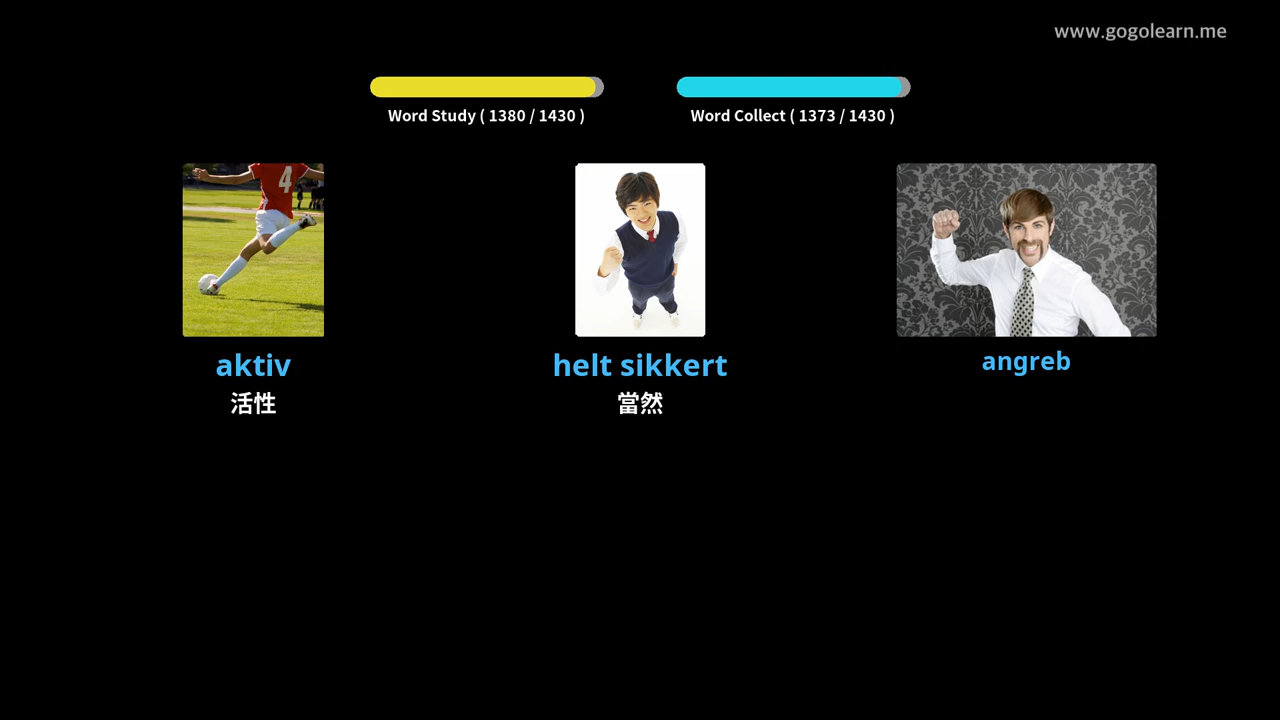 www.gogolearn.me
Word Study ( 1380 / 1430 )
Word Collect ( 1373 / 1430 )
4
aktiv
活性
helt sikkert
當然
angreb